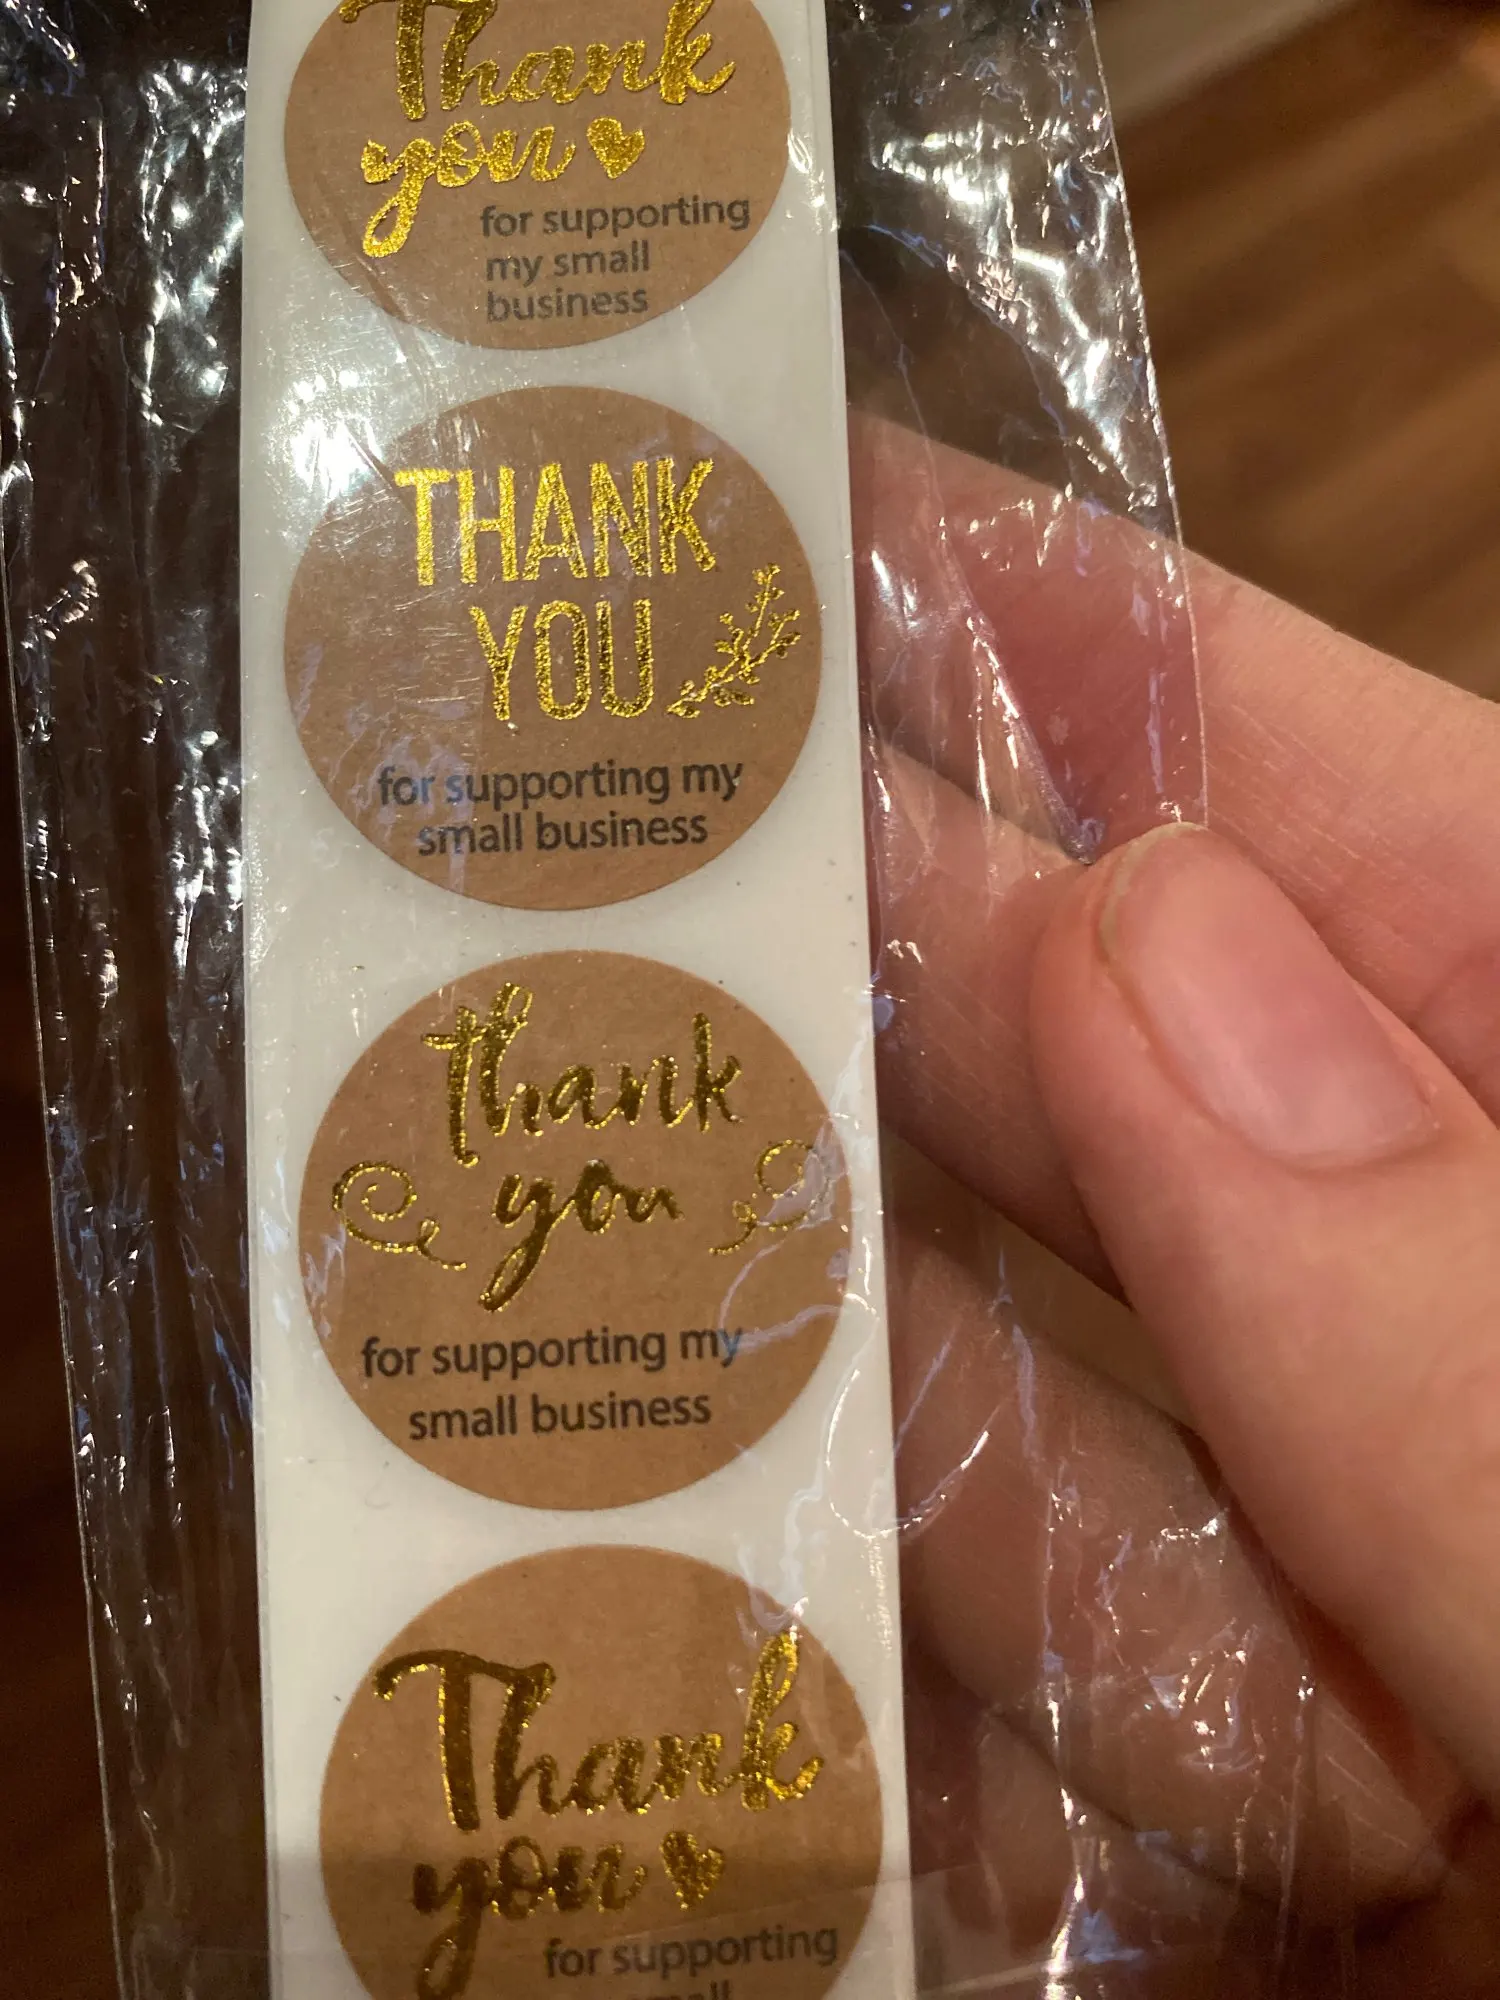 Thank
you
for supporting
my small
business
THANK
YOU
for supporting my
small business
thank
you
for supporting my
small business
Thank
you
for supporting
small